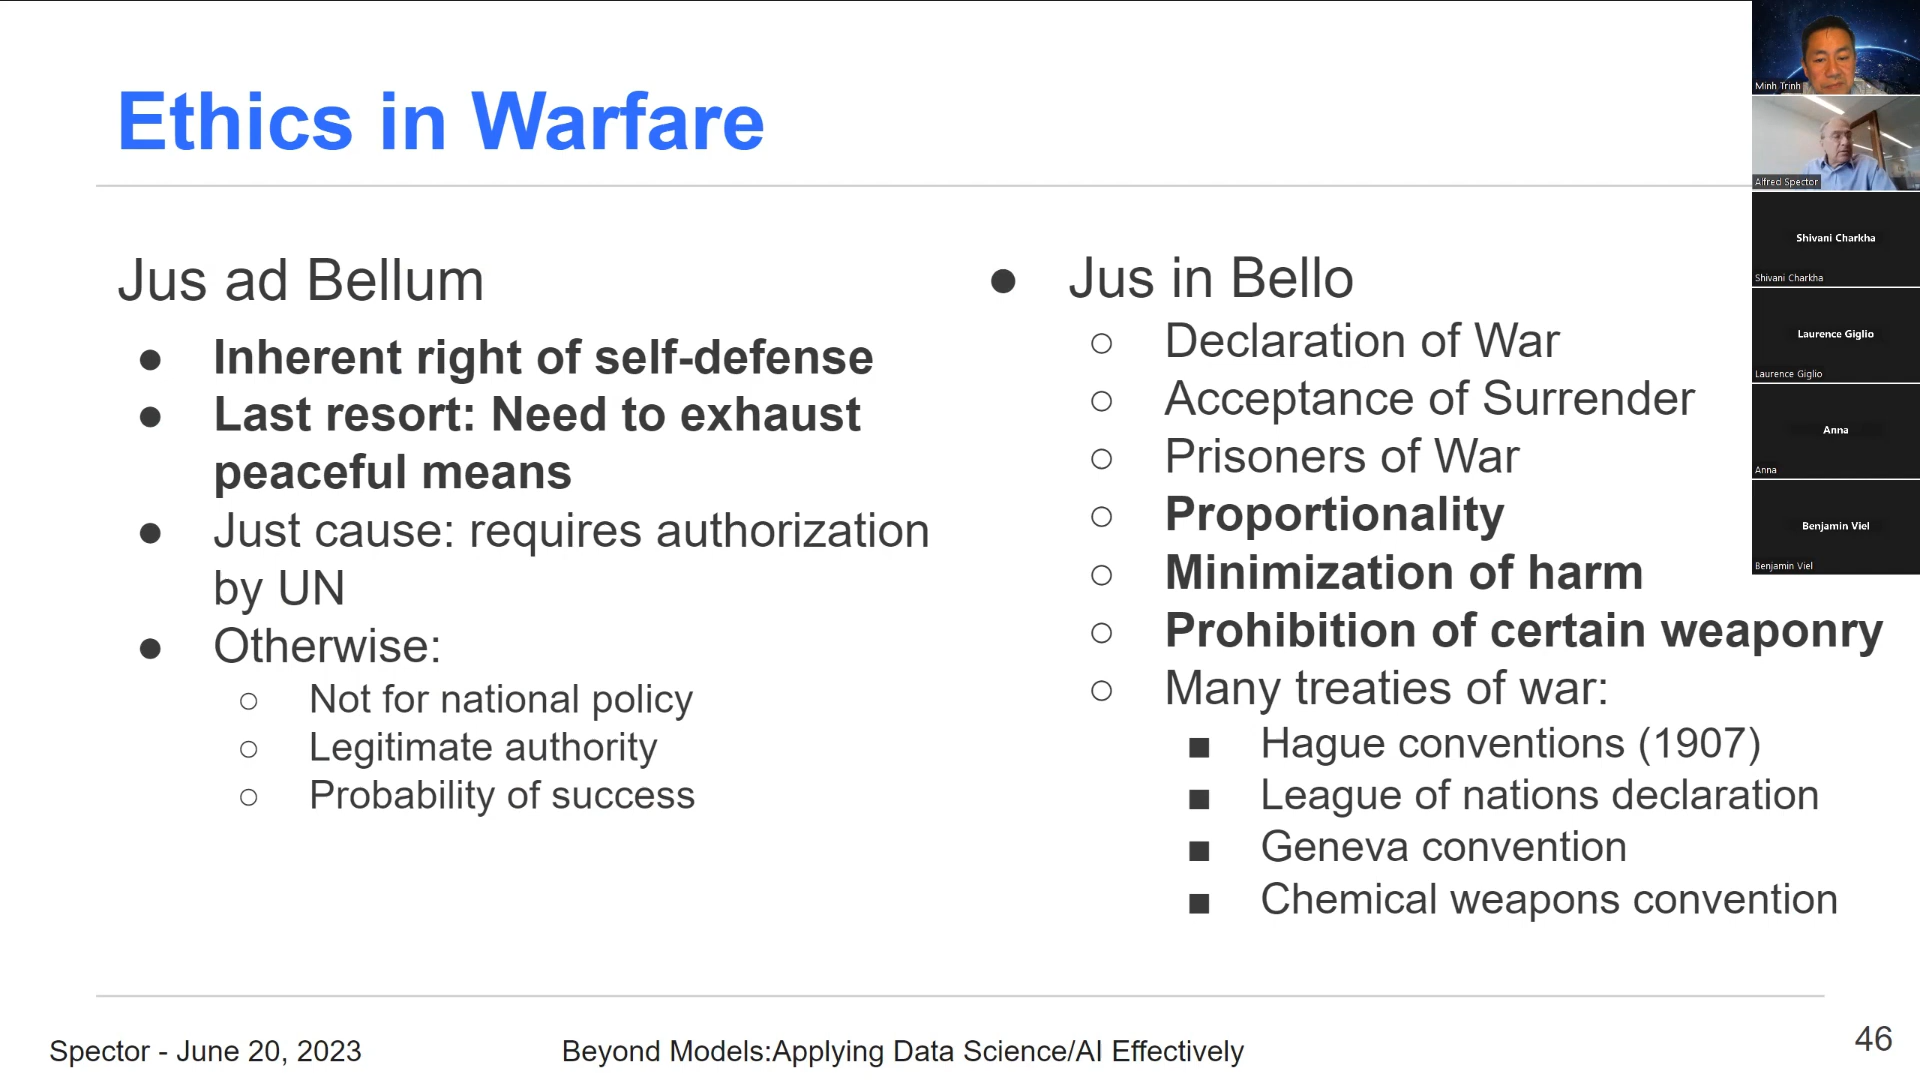 Ethics in Warfare
Jus ad Bellum
● Inherent right of self-defense
● Last resort: Need to exhaust
peaceful means
● Just cause: requires authorization
by UN
● Otherwise:
○ Not for national policy
○ Legitimate authority
○ Probability of success
● Jus in Bello
○ Declaration of War
○ Acceptance of Surrender
○ Prisoners of War
○ Proportionality
○ Minimization of harm
○ Prohibition of certain weaponry
○ Many treaties of war:
■ Hague conventions (1907)
■ League of nations declaration
■ Geneva convention
■ Chemical weapons convention
Spector - June 20, 2023
Beyond Models:Applying Data Science/AI Effectively
46
Minh Trinh
Alfred Spector
Shivani Charkha
Shivani Charkha
Laurence Giglio
Laurence Giglio
Anna
Anna
Benjamin Viel
Benjamin Viel